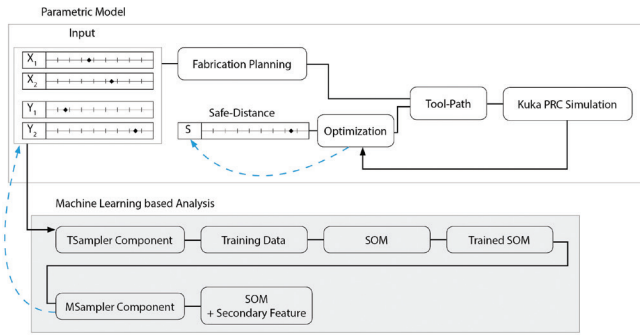 Parametric Model
Input
X1
X2
Y1
Y2
Fabrication Planning
Safe-Distance
S
Optimization
Tool-Path
Kuka PRC Simulation
Machine Learning based Analysis
TSampler Component
Training Data
SOM
Trained SOM
MSampler Component
SOM
+ Secondary Feature